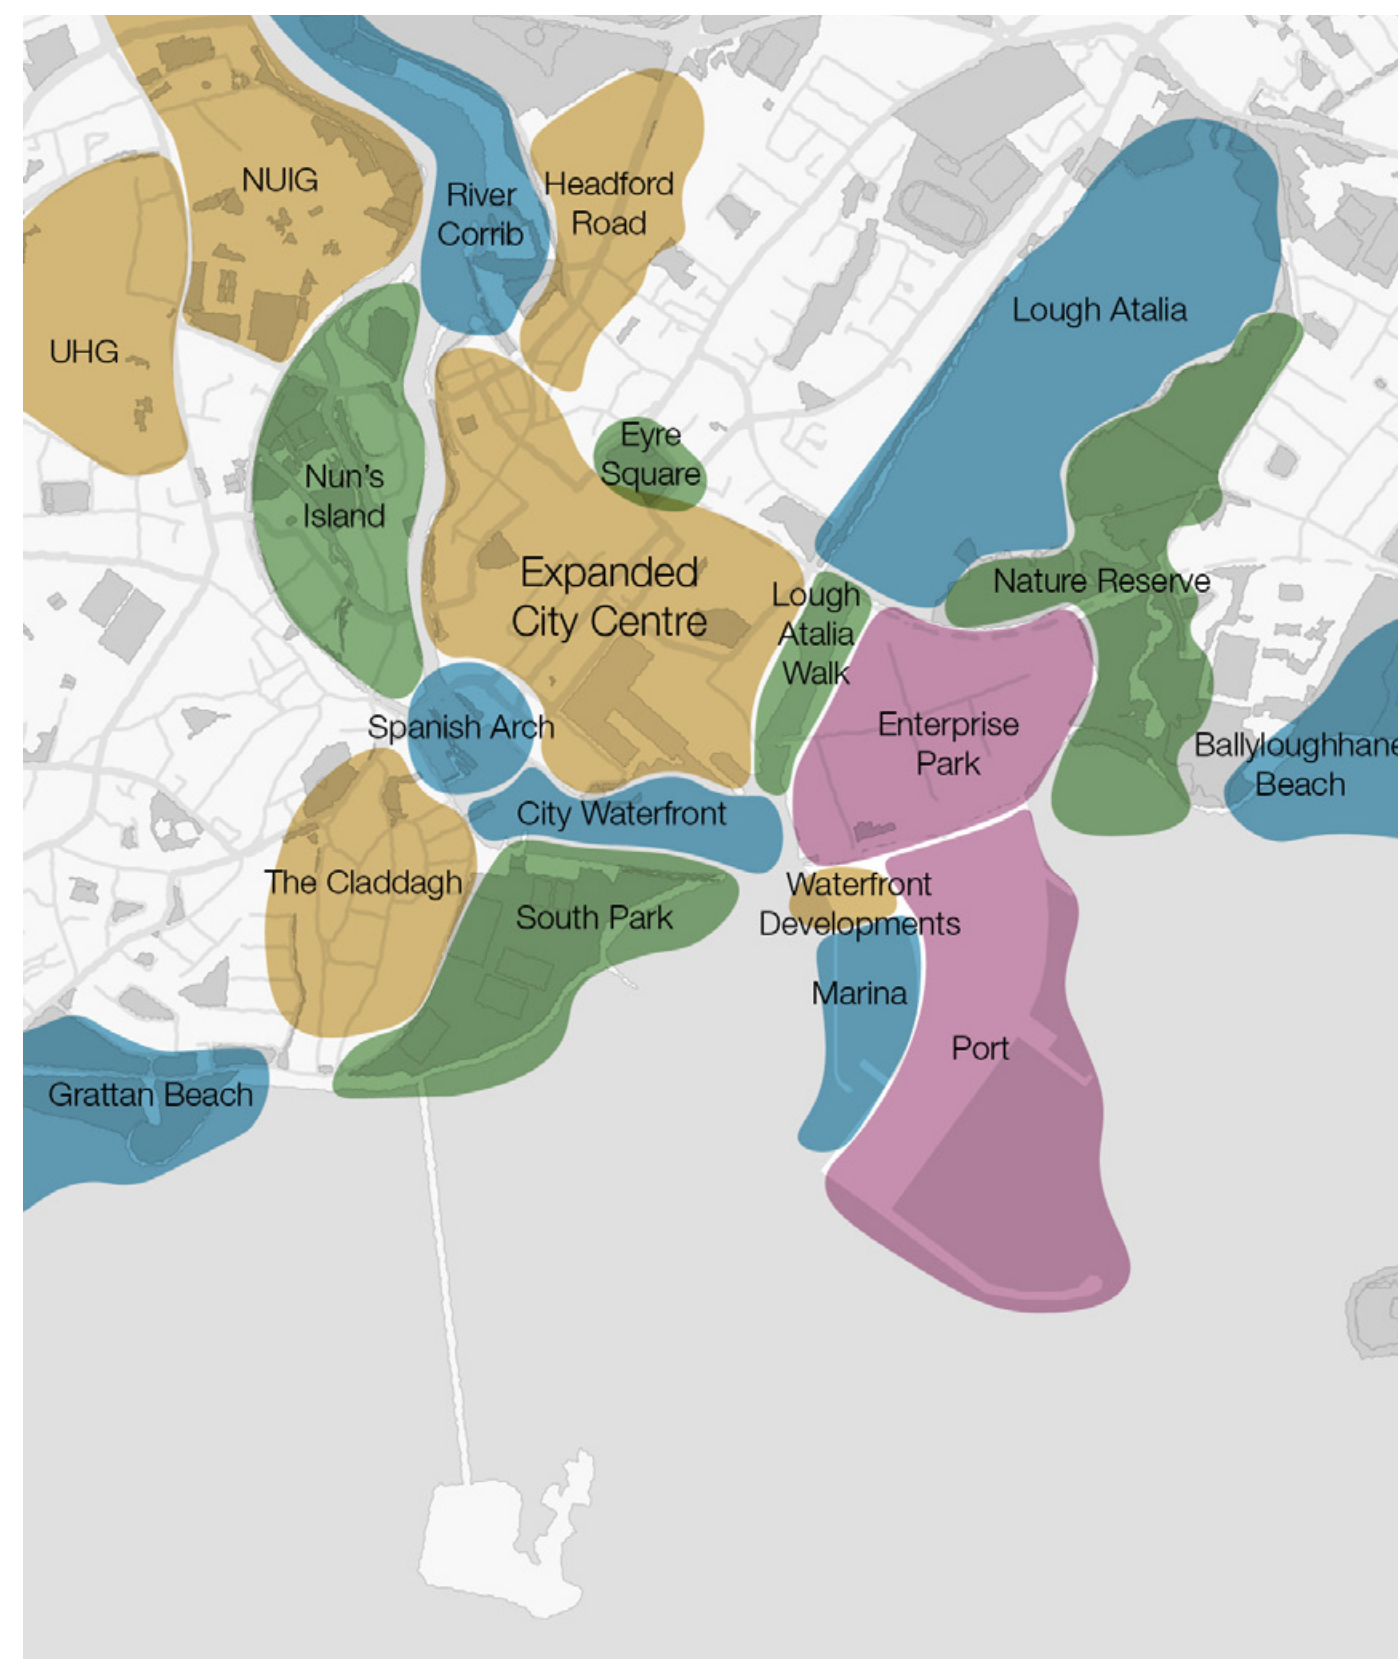 NUIG
River
Corrib
Headford
Road
Lough Atalia
UHG
Eyre
Square
Nun's
Island
Expanded
City Centre
Lough
Atalia
Walk
Nature Reserve
Spanish Arch
Enterprise
Park
Ballyloughhane
Beach
City Waterfront
The Claddagh
South Park
Waterfront
Developments
Marina
Port
Grattan Beach